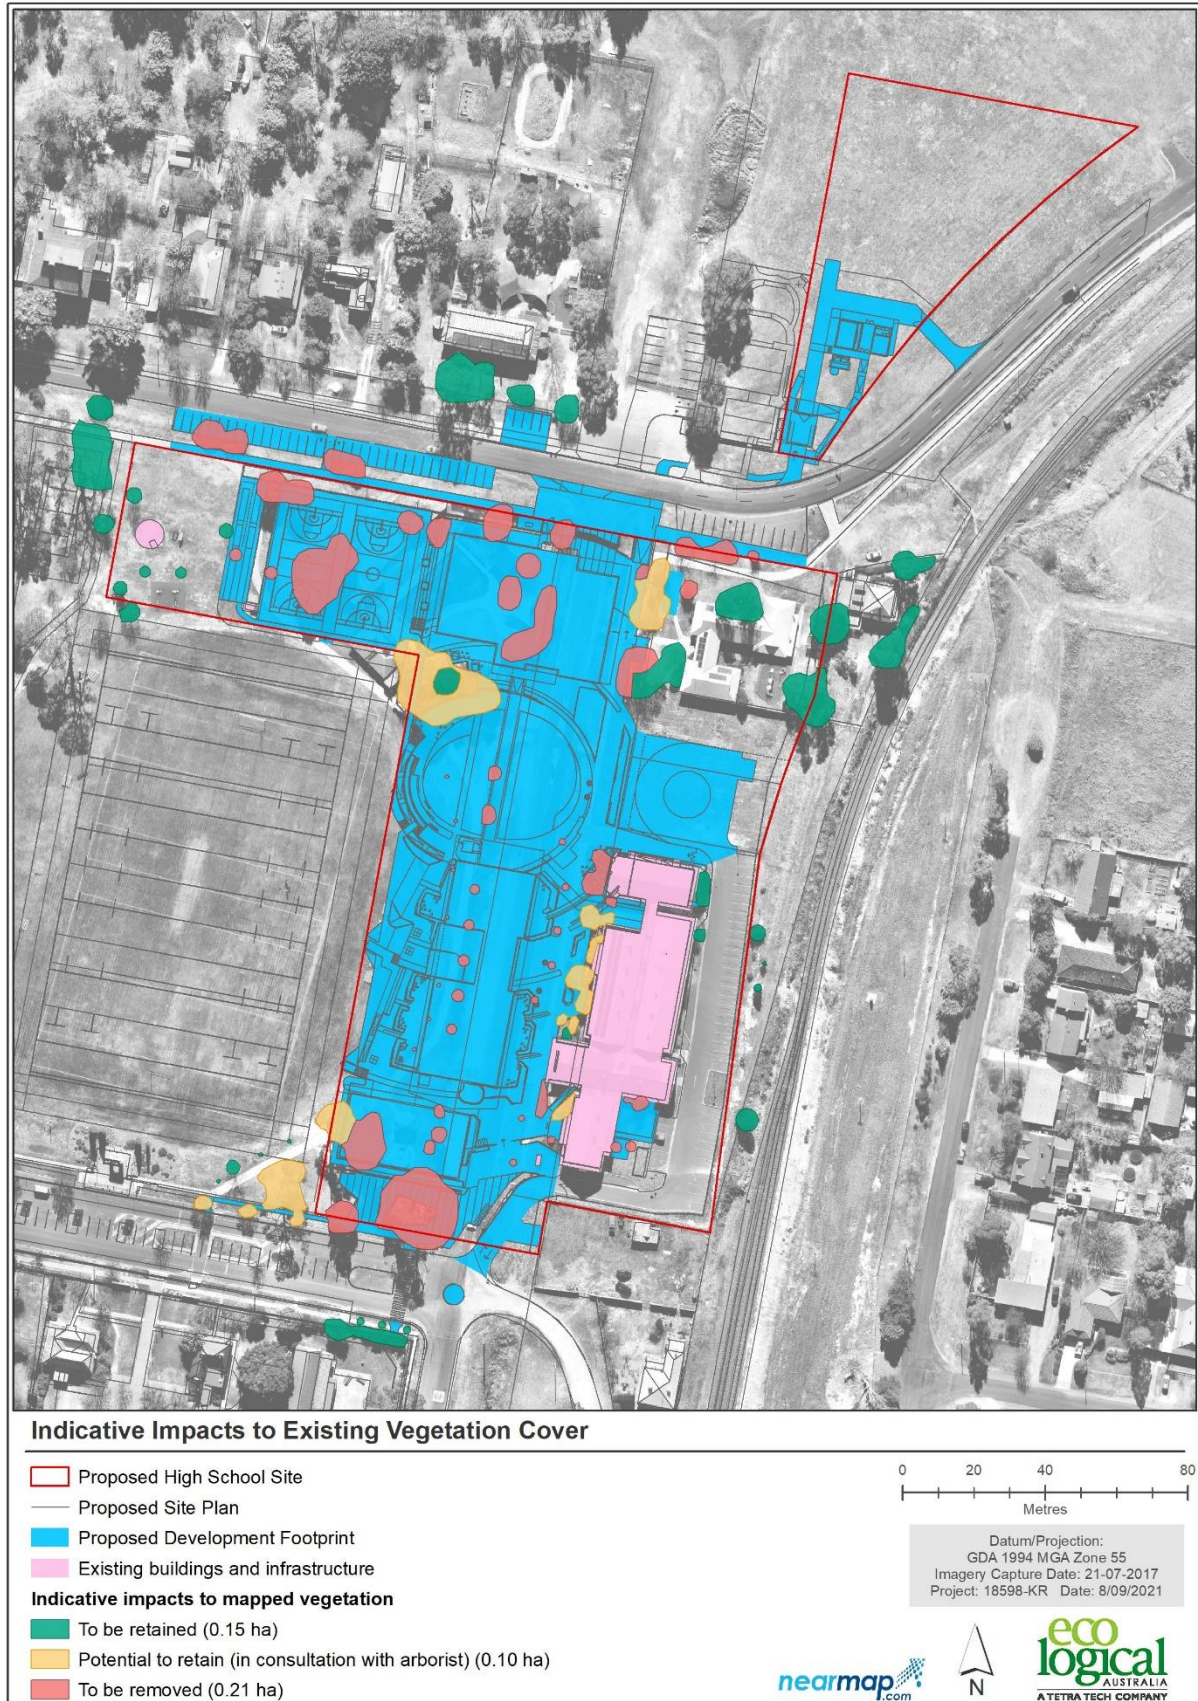 Indicative Impacts to Existing Vegetation Cover
Proposed High School Site
Proposed Site Plan
Proposed Development Footprint
Existing buildings and infrastructure
Indicative impacts to mapped vegetation
To be retained (0.15 ha)
Potential to retain (in consultation with arborist) (0.10 ha)
To be removed (0.21 ha)
0 20 40 80
Metres
Datum/Projection:
GDA 1994 MGA Zone 55
Imagery Capture Date: 21-07-2017
Project: 18598-KR Date: 8/09/2021
nearmap
.com
N
eco
logical
AUSTRALIA
A TETRA TECH COMPANY